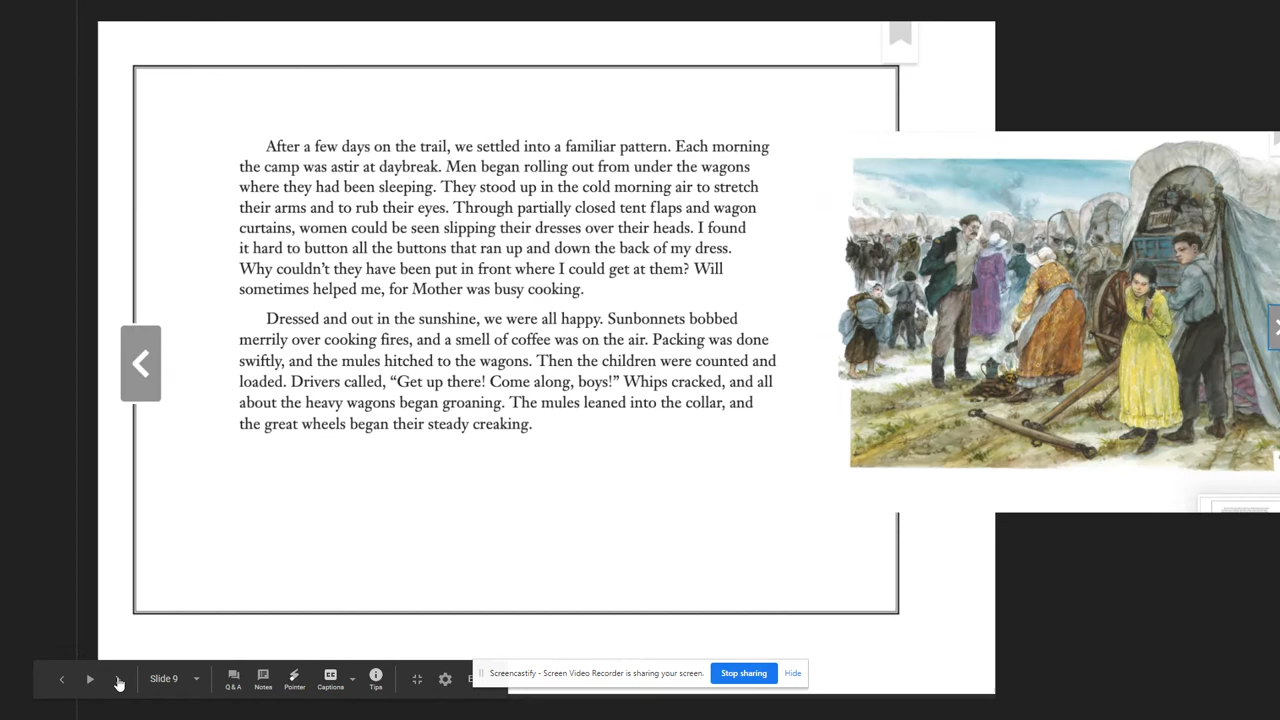 After a few days on the trail, we settled into a familiar pattern. Each morning
the camp was astir at daybreak. Men began rolling out from under the wagons
where they had been sleeping. They stood up in the cold morning air to stretch
their arms and to rub their eyes. Through partially closed tent flaps and wagon
curtains, women could be seen slipping their dresses over their heads. I found
it hard to button all the buttons that ran up and down the back of my dress.
Why couldn’t they have been put in front where I could get at them? Will
sometimes helped me, for Mother was busy cooking.
Dressed and out in the sunshine, we were all happy. Sunbonnets bobbed
merrily over cooking fires, and a smell of coffee was on the air. Packing was done
swiftly, and the mules hitched to the wagons. Then the children were counted and
loaded. Drivers called, “Get up there! Come along, boys!” Whips cracked, and all
about the heavy wagons began groaning. The mules leaned into the collar, and
the great wheels began their steady creaking.
Slide 9
Q & A
Notes
Pointer
Captions
Tips
Screencastify - Screen Video Recorder is sharing your screen.
Stop sharing
Hide